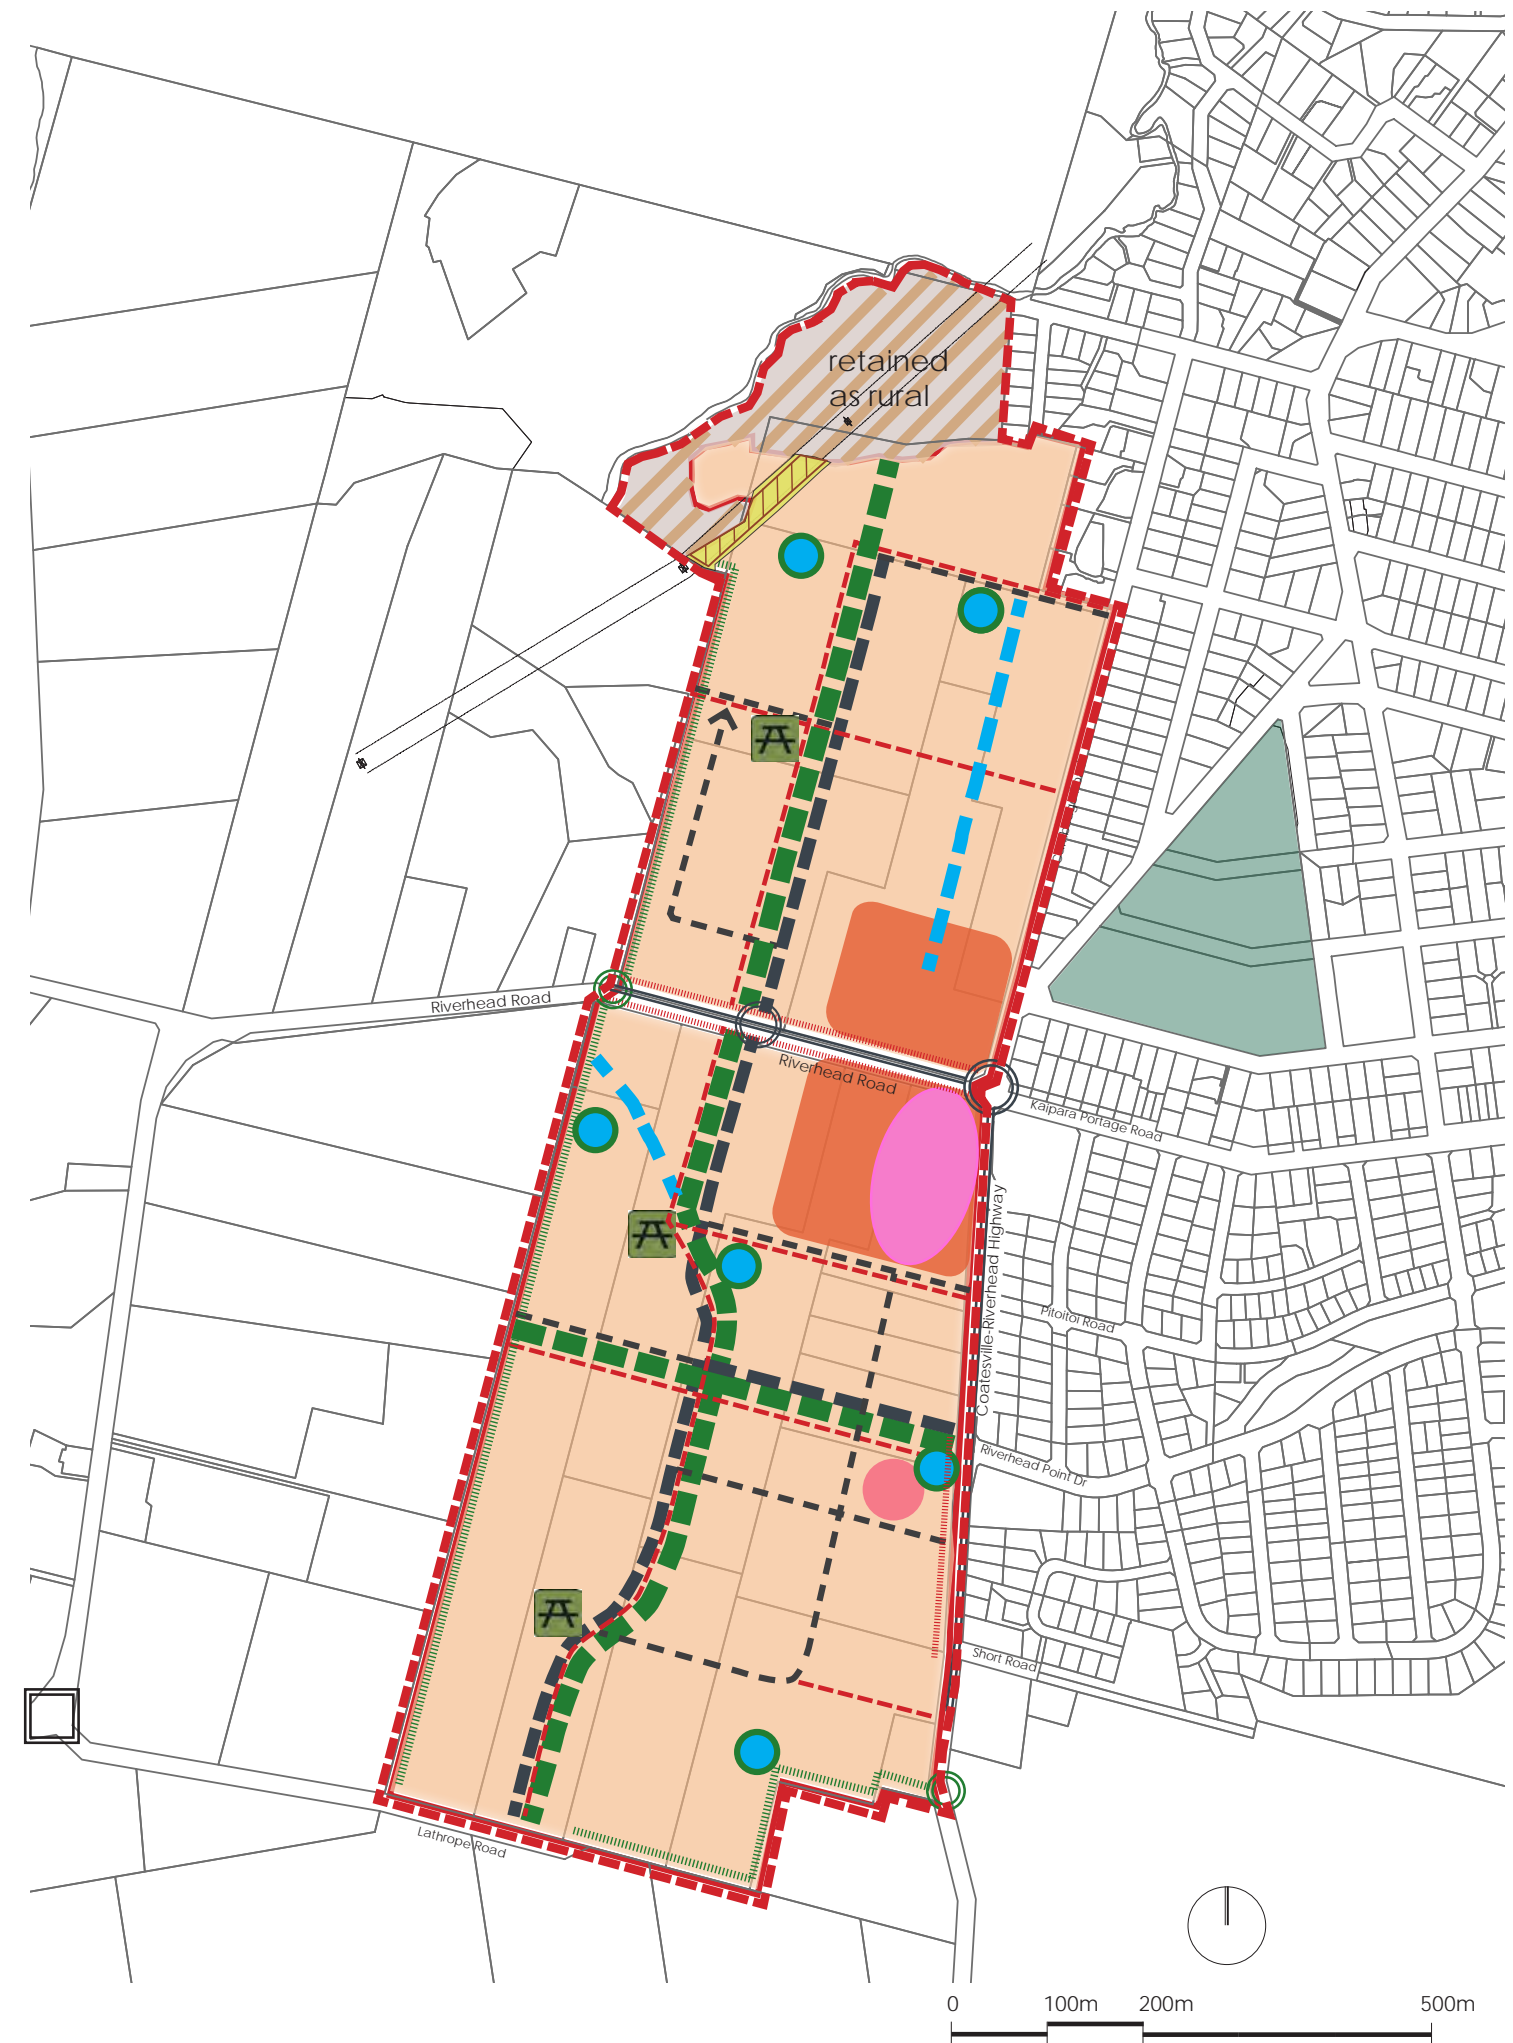 retained
as rural
Riverhead Road
Riverhead Road
Kaipara Portage Road
Coatesville-Riverhead Highway
Pitoitoi Road
Riverhead Point Dr
Short Road
Lathrope Road
0 100m 200m 500m